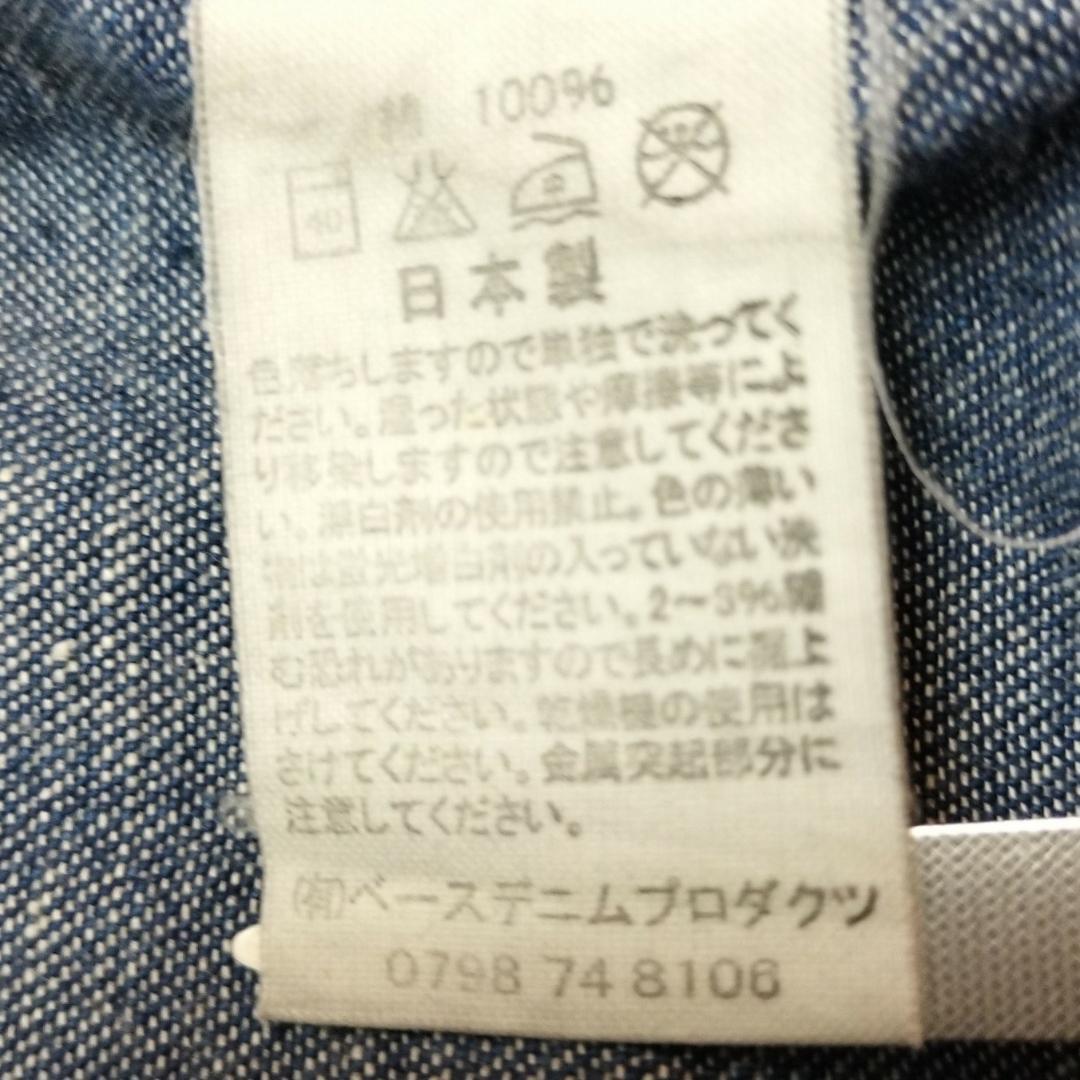 綿 100%
40
日本製
色落ちしますので単独で洗ってく
ださい。湿った状態や摩擦等によ
り移染しますので注意してくださ
い。漂白剤の使用禁止。色の薄い
物は蛍光増白剤の入っていない洗
剤を使用してください。2〜3%縮
む恐れがありますので長めに裾上
げしてください。乾燥機の使用は
さけてください。金属突起部分に
注意してください。
(有)ベースデニムプロダクツ
0798 74 8106